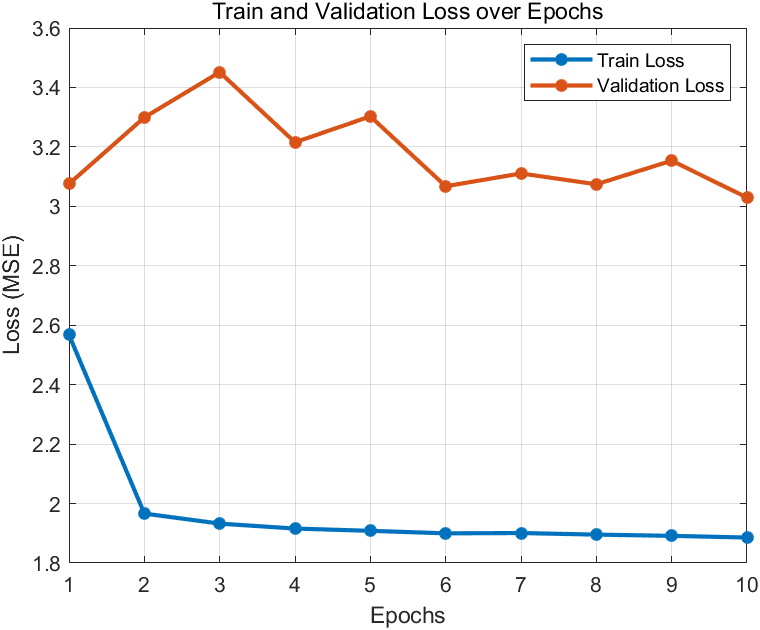 Train and Validation Loss over Epochs
3.6
3.4
3.2
3
2.8
2.6
2.4
2.2
2
1.8
Loss (MSE)
Train Loss
Validation Loss
1 2 3 4 5 6 7 8 9 10
Epochs